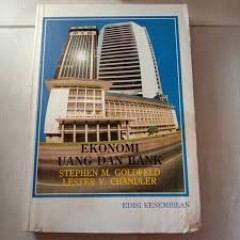 EKONOMI
UANG DAN BANK
STEPHEN M. GOLDFELD
LESTER V. CHANDLER
EDISI KESEMBILAN